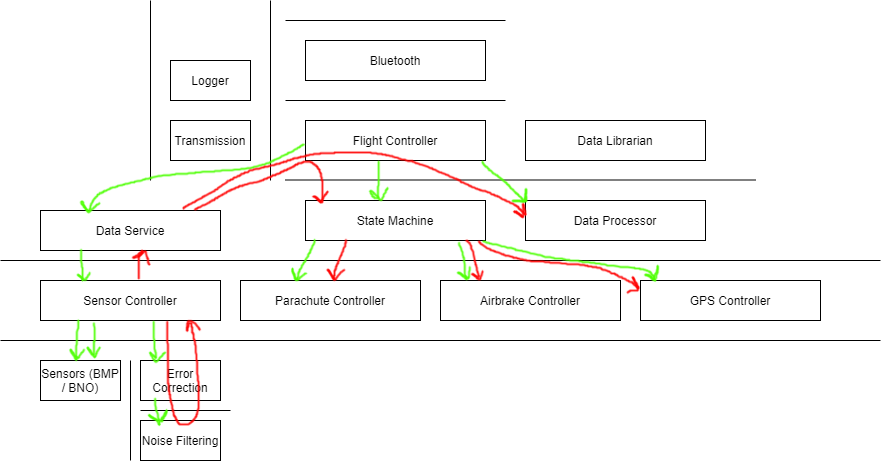 Bluetooth
Logger
Transmission
Flight Controller
Data Librarian
Data Service
State Machine
Data Processor
Sensor Controller
Parachute Controller
Airbrake Controller
GPS Controller
Sensors (BMP
/ BNO)
Error
Correction
Noise Filtering